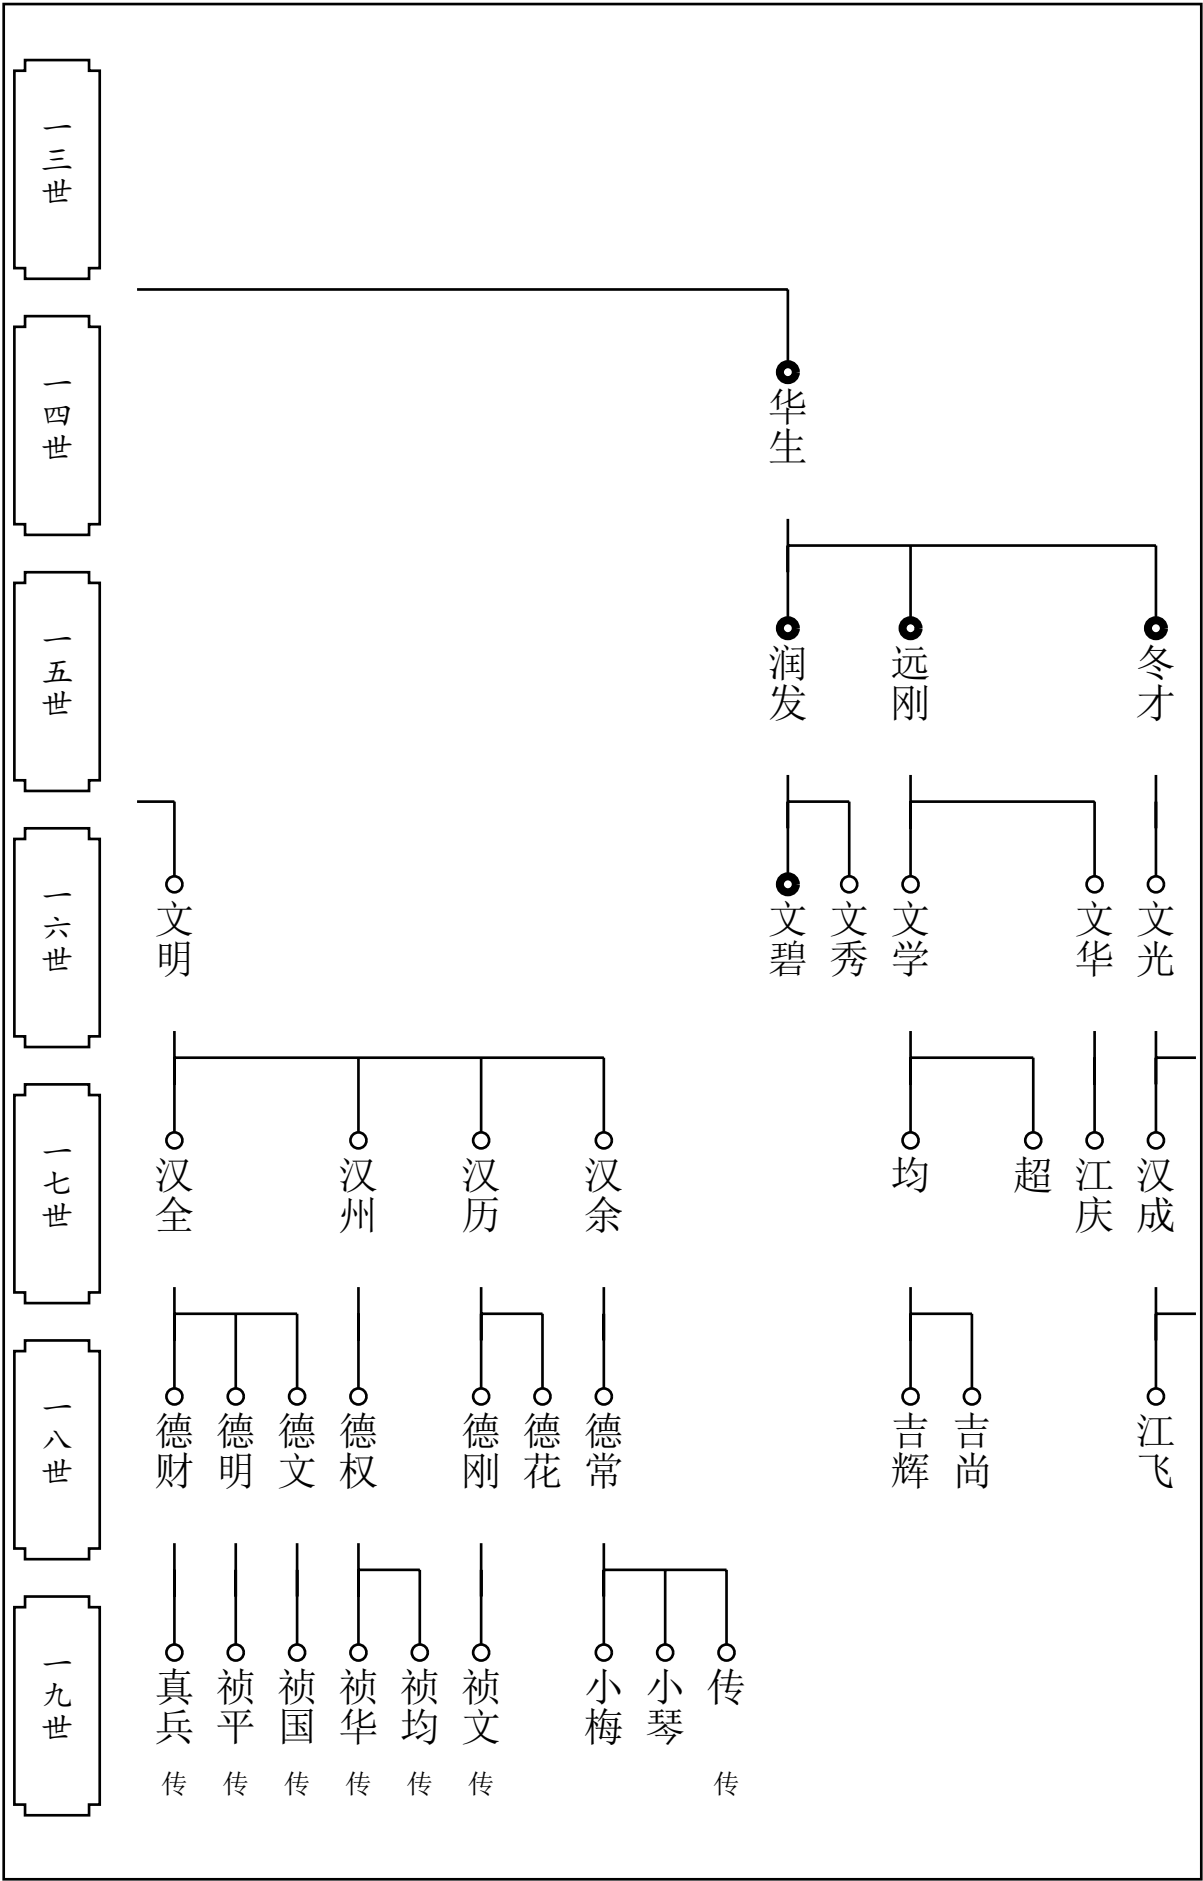 一三世
一四世
华生
一五世
润发
远刚
冬才
一六世
文明
文碧
文秀
文学
文华
文光
一七世
汉全
汉州
汉历
汉余
均
超
江庆
汉成
一八世
德财
德明
德文
德权
德刚
德花
德常
吉辉
吉尚
江飞
一九世
真兵
祯平
祯国
祯华
祯均
祯文
小梅
小琴
传
传
传
传
传
传
传
传